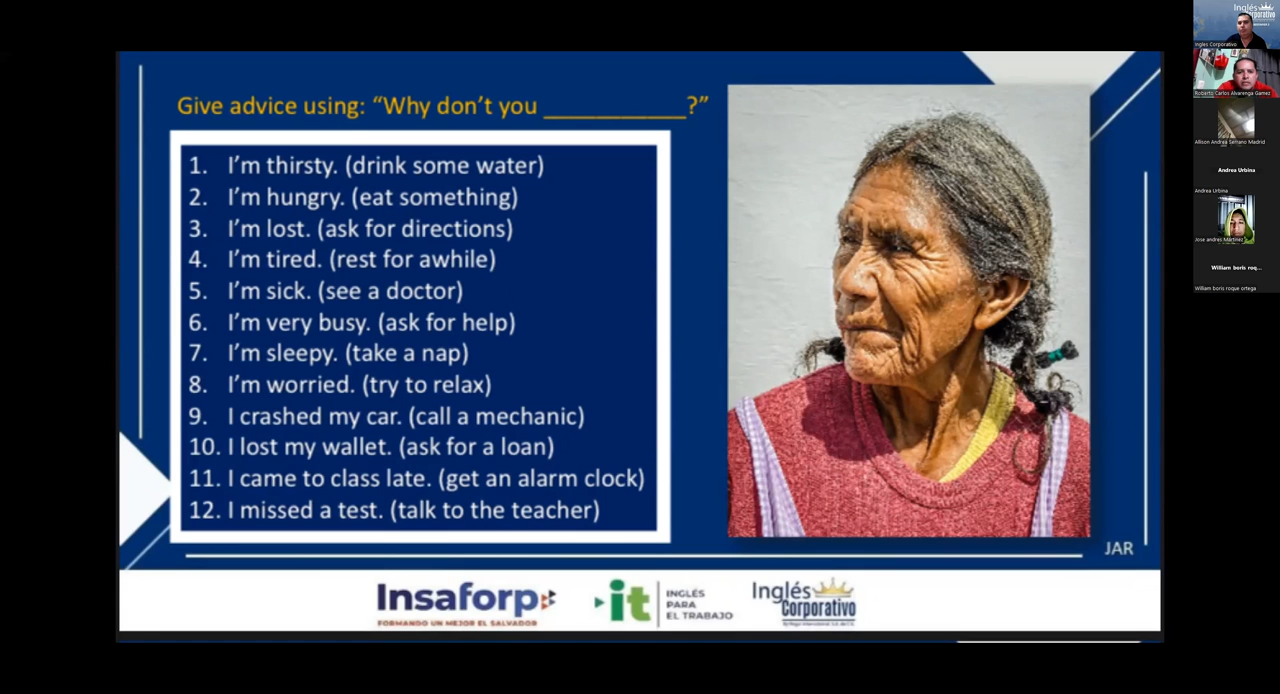 Give advice using: “Why don’t you ____________?”
1. I’m thirsty. (drink some water)
2. I’m hungry. (eat something)
3. I’m lost. (ask for directions)
4. I’m tired. (rest for awhile)
5. I’m sick. (see a doctor)
6. I’m very busy. (ask for help)
7. I’m sleepy. (take a nap)
8. I’m worried. (try to relax)
9. I crashed my car. (call a mechanic)
10. I lost my wallet. (ask for a loan)
11. I came to class late. (get an alarm clock)
12. I missed a test. (talk to the teacher)
JAR
Insaforp
FORMANDO UN MEJOR EL SALVADOR
it
INGLÉS
PARA
EL TRABAJO
Inglés
Corporativo
Inglés
Corporativo
Ingles Corporativo
Roberto Carlos Alvarenga Gamez
Allison Andrea Serrano Madrid
Andrea Urbina
Andrea Urbina
Jose andres Martinez
William boris roq...
William boris roque ortega